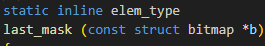 static inline elem_type
last_mask (const struct bitmap *b)